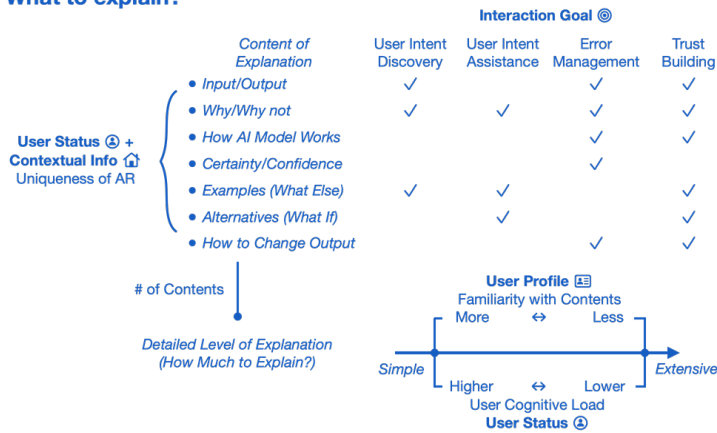 What to explain?
Interaction Goal
Content of Explanation
User Intent Discovery
User Intent Assistance
Error Management
Trust Building
Input/Output ✓ ✓ ✓
Why/Why not ✓ ✓ ✓ ✓
How AI Model Works ✓ ✓
Certainty/Confidence ✓
Examples (What Else) ✓ ✓ ✓
Alternatives (What If) ✓ ✓
How to Change Output ✓ ✓
User Status +
Contextual Info
Uniqueness of AR
# of Contents
Detailed Level of Explanation
(How Much to Explain?)
User Profile
Familiarity with Contents
More ↔ Less
Simple
Extensive
Higher ↔ Lower
User Cognitive Load
User Status